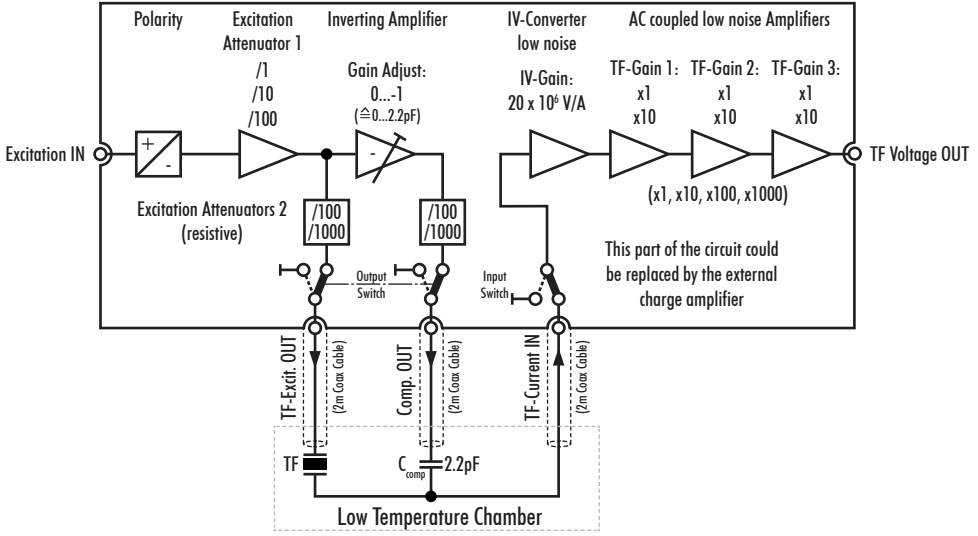 Polarity
Excitation
Attenuator 1
/1
/10
/100
Inverting Amplifier
Gain Adjust:
0...-1
(≙0...2.2pF)
IV-Converter
low noise
IV-Gain:
20 x 10⁶ V/A
AC coupled low noise Amplifiers
TF-Gain 1:
x1
x10
TF-Gain 2:
x1
x10
TF-Gain 3:
x1
x10
Excitation IN
+
-
-
TF Voltage OUT
(x1, x10, x100, x1000)
Excitation Attenuators 2
(resistive)
/100
/1000
/100
/1000
This part of the circuit could
be replaced by the external
charge amplifier
Output
Switch
Input
Switch
TF-Excit. OUT
(2m Coax Cable)
Comp. OUT
(2m Coax Cable)
TF-Current IN
(2m Coax Cable)
TF
Ccomp
2.2pF
Low Temperature Chamber